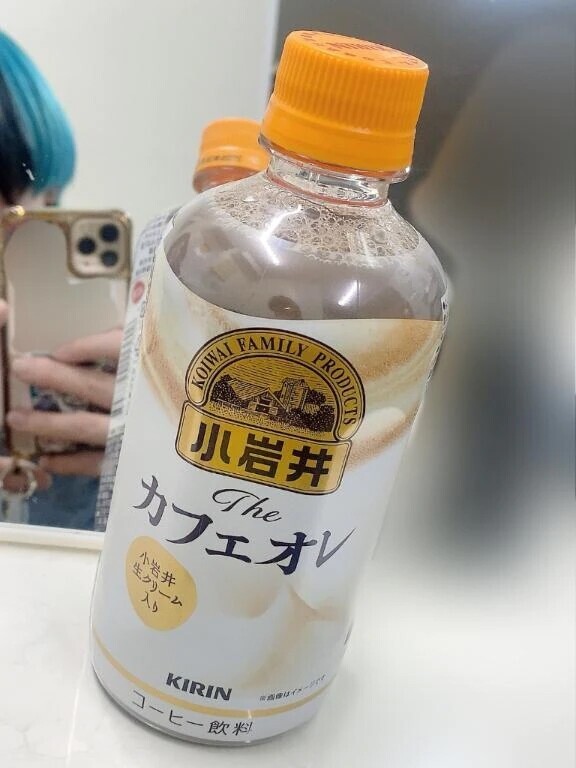 KOIWAI FAMILY PRODUCTS
小岩井
The
カフェオレ
小岩井
生クリーム
入り
KIRIN
※画像はイメージです
コーヒー飲料